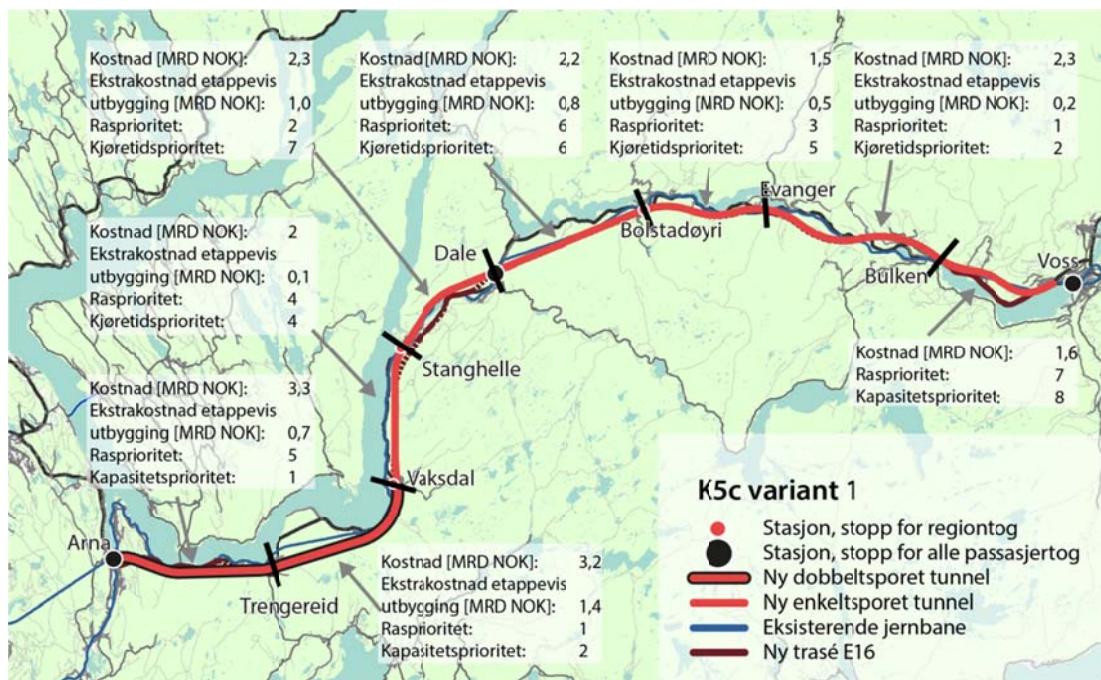 Kostnad [MRD NOK]: 2,3
Ekstrakostnad etappevis
utbygging [MRD NOK]: 1,0
Rasprioritet: 2
Kjøretidsprioritet: 7
Kostnad [MRD NOK]: 2,2
Ekstrakostnad etappevis
utbygging [MRD NOK]: 0,8
Rasprioritet: 6
Kjøretidsprioritet: 6
Kostnad [MRD NOK]: 1,5
Ekstrakostnad etappevis
utbygging [MRD NOK]: 0,5
Rasprioritet: 3
Kjøretidsprioritet: 5
Kostnad [MRD NOK]: 2,3
Ekstrakostnad etappevis
utbygging [MRD NOK]: 0,2
Rasprioritet: 1
Kjøretidsprioritet: 2
Evanger
Bolstadøyri
Dale
Bulken
Voss
Kostnad [MRD NOK]: 2
Ekstrakostnad etappevis
utbygging [MRD NOK]: 0,1
Rasprioritet: 4
Kjøretidsprioritet: 4
Stanghelle
Kostnad [MRD NOK]: 1,6
Rasprioritet: 7
Kapasitetsprioritet: 8
Kostnad [MRD NOK]: 3,3
Ekstrakostnad etappevis
utbygging [MRD NOK]: 0,7
Rasprioritet: 5
Kapasitetsprioritet: 1
Vaksdal
Arna
Trengereid
Kostnad [MRD NOK]: 3,2
Ekstrakostnad etappevis
utbygging [MRD NOK]: 1,4
Rasprioritet: 1
Kapasitetsprioritet: 2
K5c variant 1
Stasjon, stopp for regiontog
Stasjon, stopp for alle passasjertog
Ny dobbeltsporet tunnel
Ny enkeltsporet tunnel
Eksisterende jernbane
Ny trasé E16